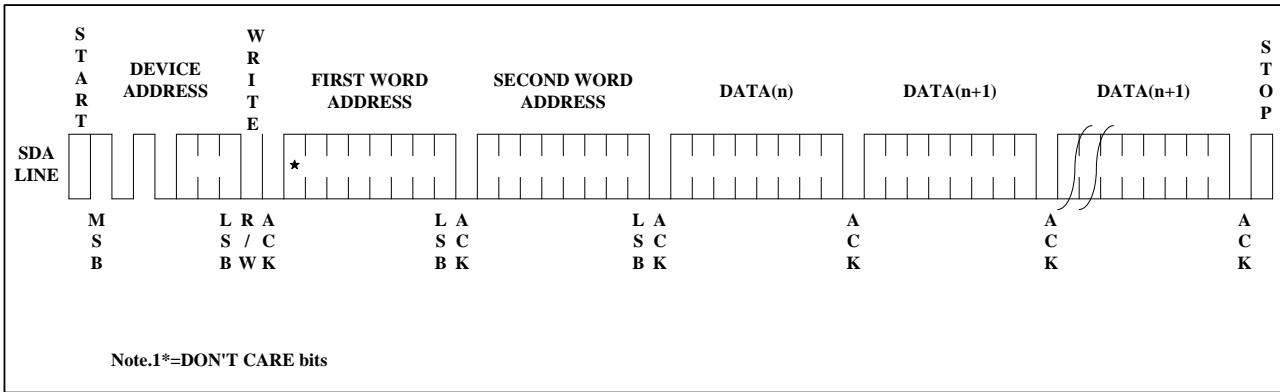 START
WRITE
STOP
DEVICE
ADDRESS
FIRST WORD
ADDRESS
SECOND WORD
ADDRESS
DATA(n)
DATA(n+1)
DATA(n+1)
SDA
LINE
*
MSB
LSB
R/W
ACK
LSB
ACK
LSB
ACK
ACK
ACK
ACK
Note.1*=DON'T CARE bits